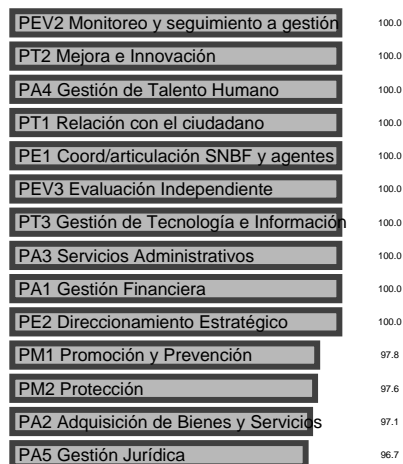 PEV2 Monitoreo y seguimiento a gestión 100.0
PT2 Mejora e Innovación 100.0
PA4 Gestión de Talento Humano 100.0
PT1 Relación con el ciudadano 100.0
PE1 Coord/articulación SNBF y agentes 100.0
PEV3 Evaluación Independiente 100.0
PT3 Gestión de Tecnología e Información 100.0
PA3 Servicios Administrativos 100.0
PA1 Gestión Financiera 100.0
PE2 Direccionamiento Estratégico 100.0
PM1 Promoción y Prevención 97.8
PM2 Protección 97.6
PA2 Adquisición de Bienes y Servicios 97.1
PA5 Gestión Jurídica 96.7